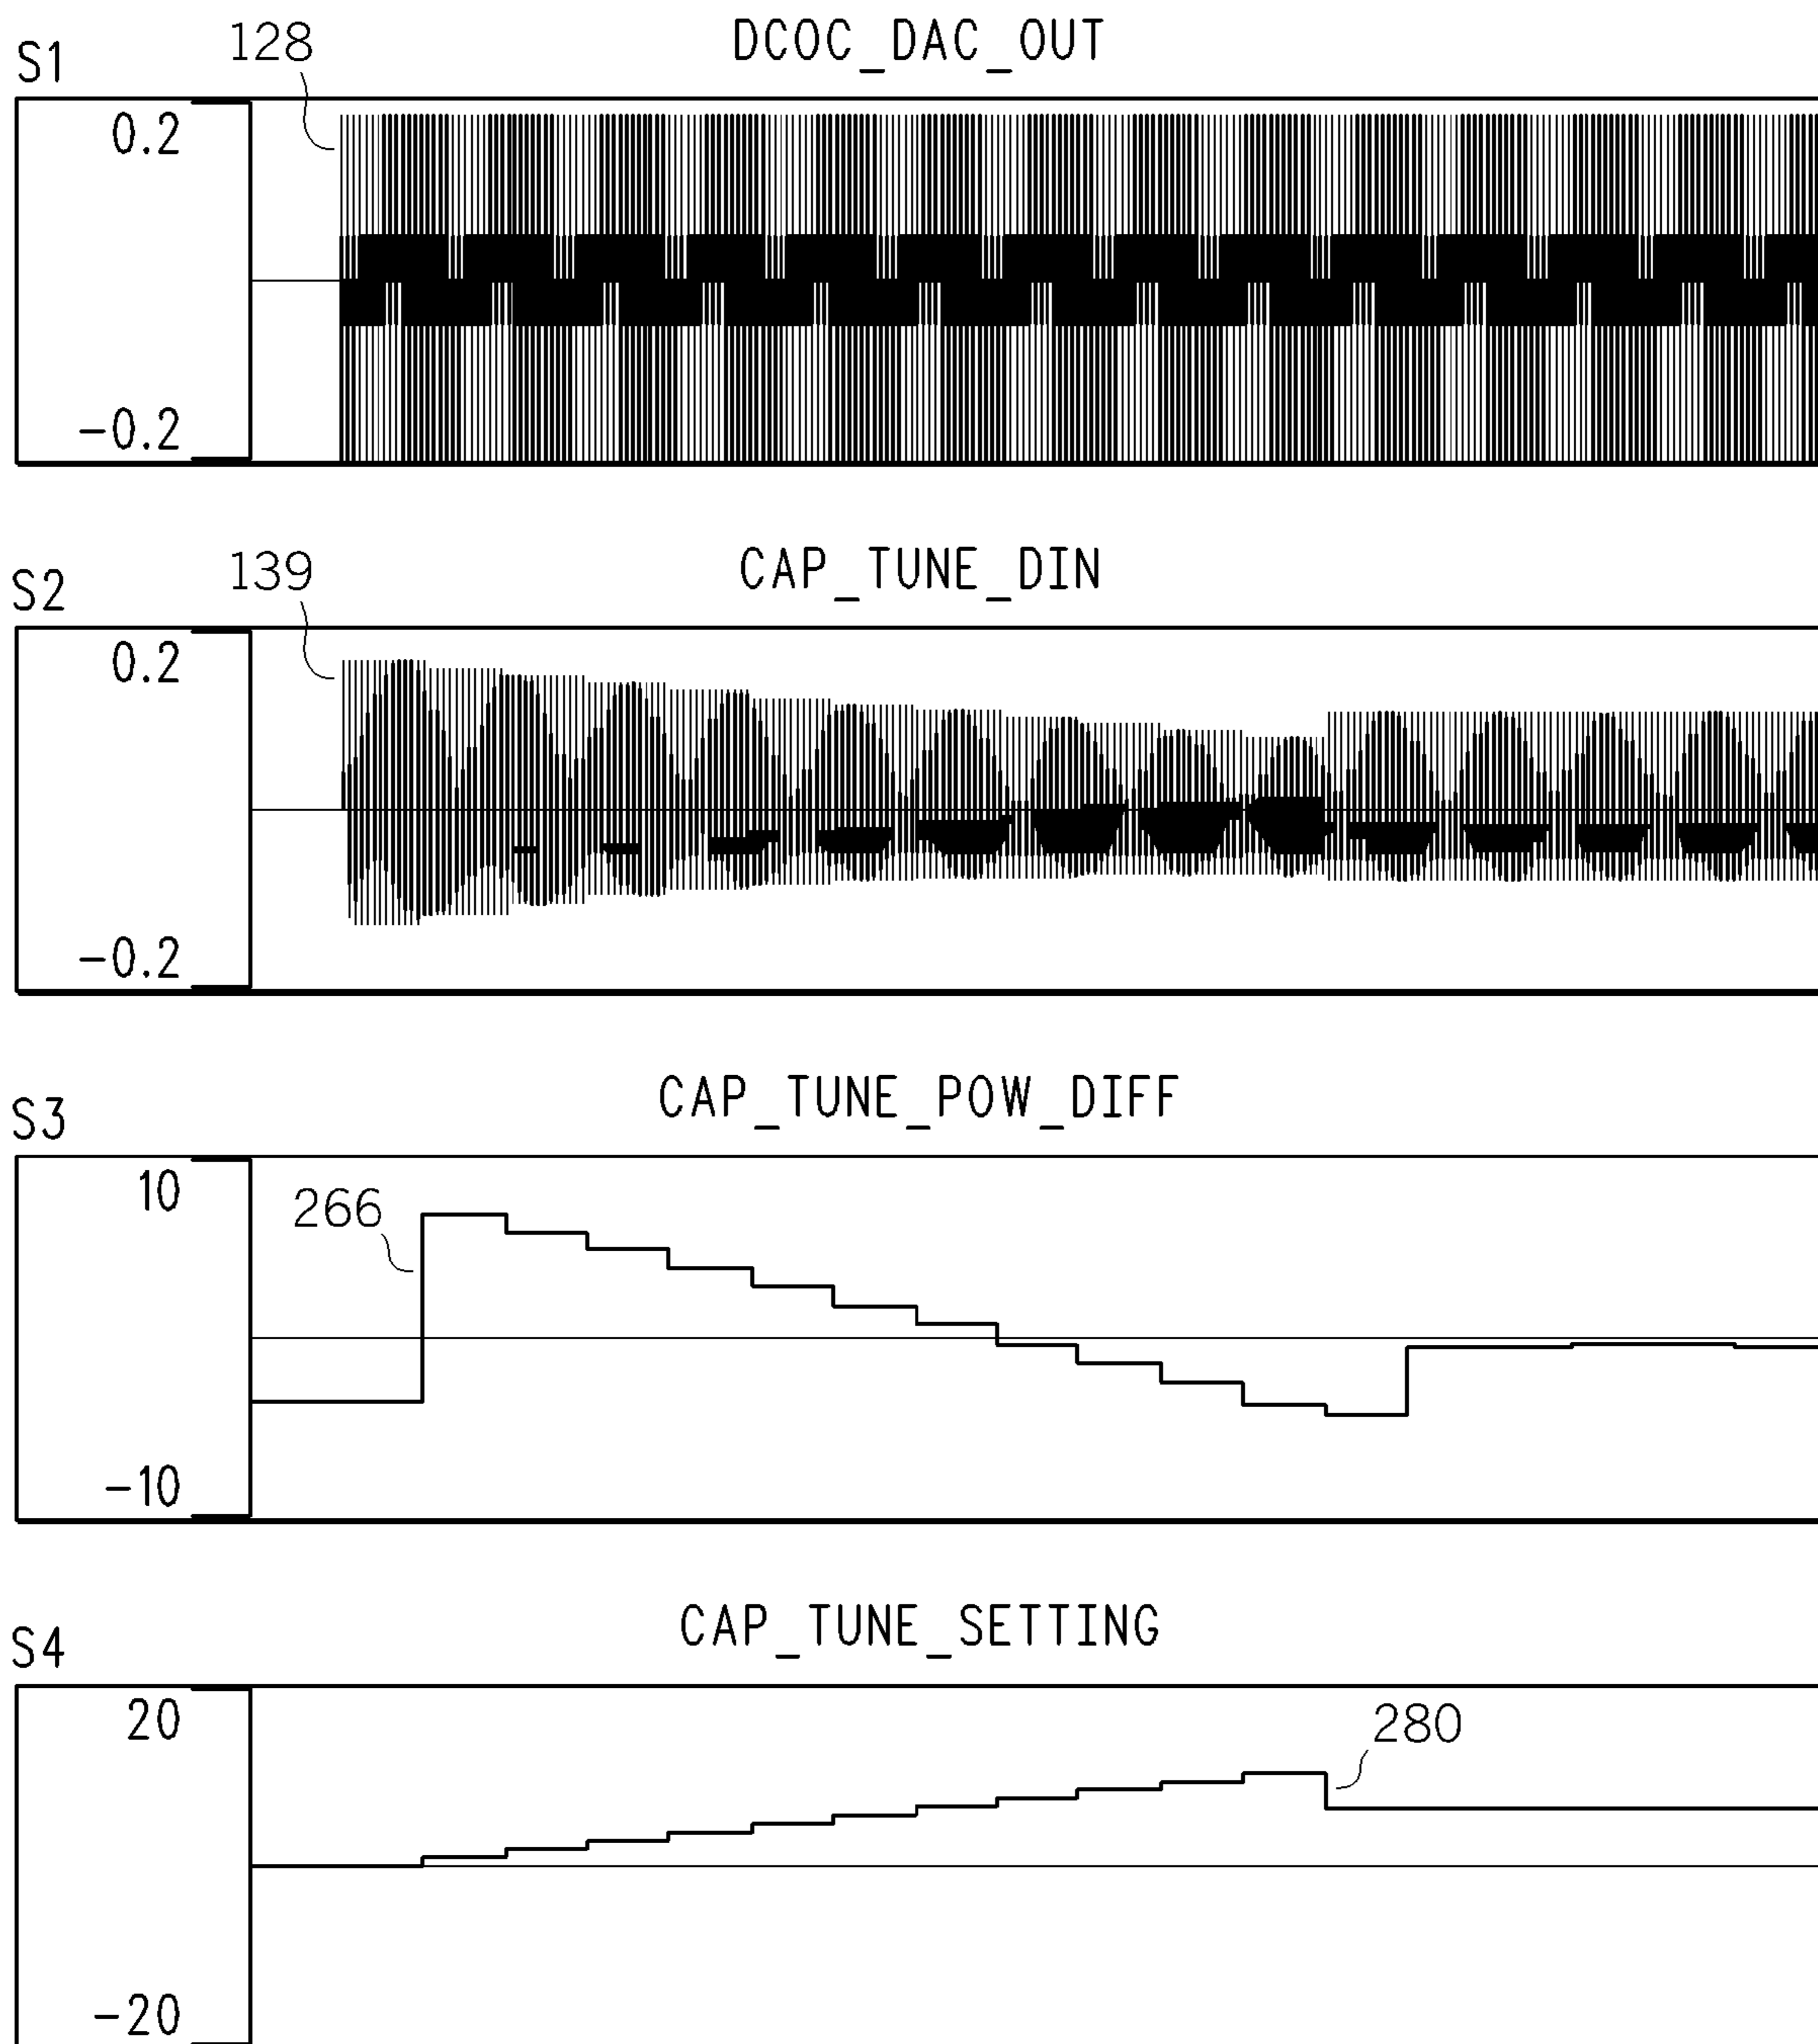 S1
128
DCOC_DAC_OUT
0.2
-0.2
S2
139
CAP_TUNE_DIN
0.2
-0.2
S3
CAP_TUNE_POW_DIFF
10
266
-10
S4
CAP_TUNE_SETTING
20
280
-20